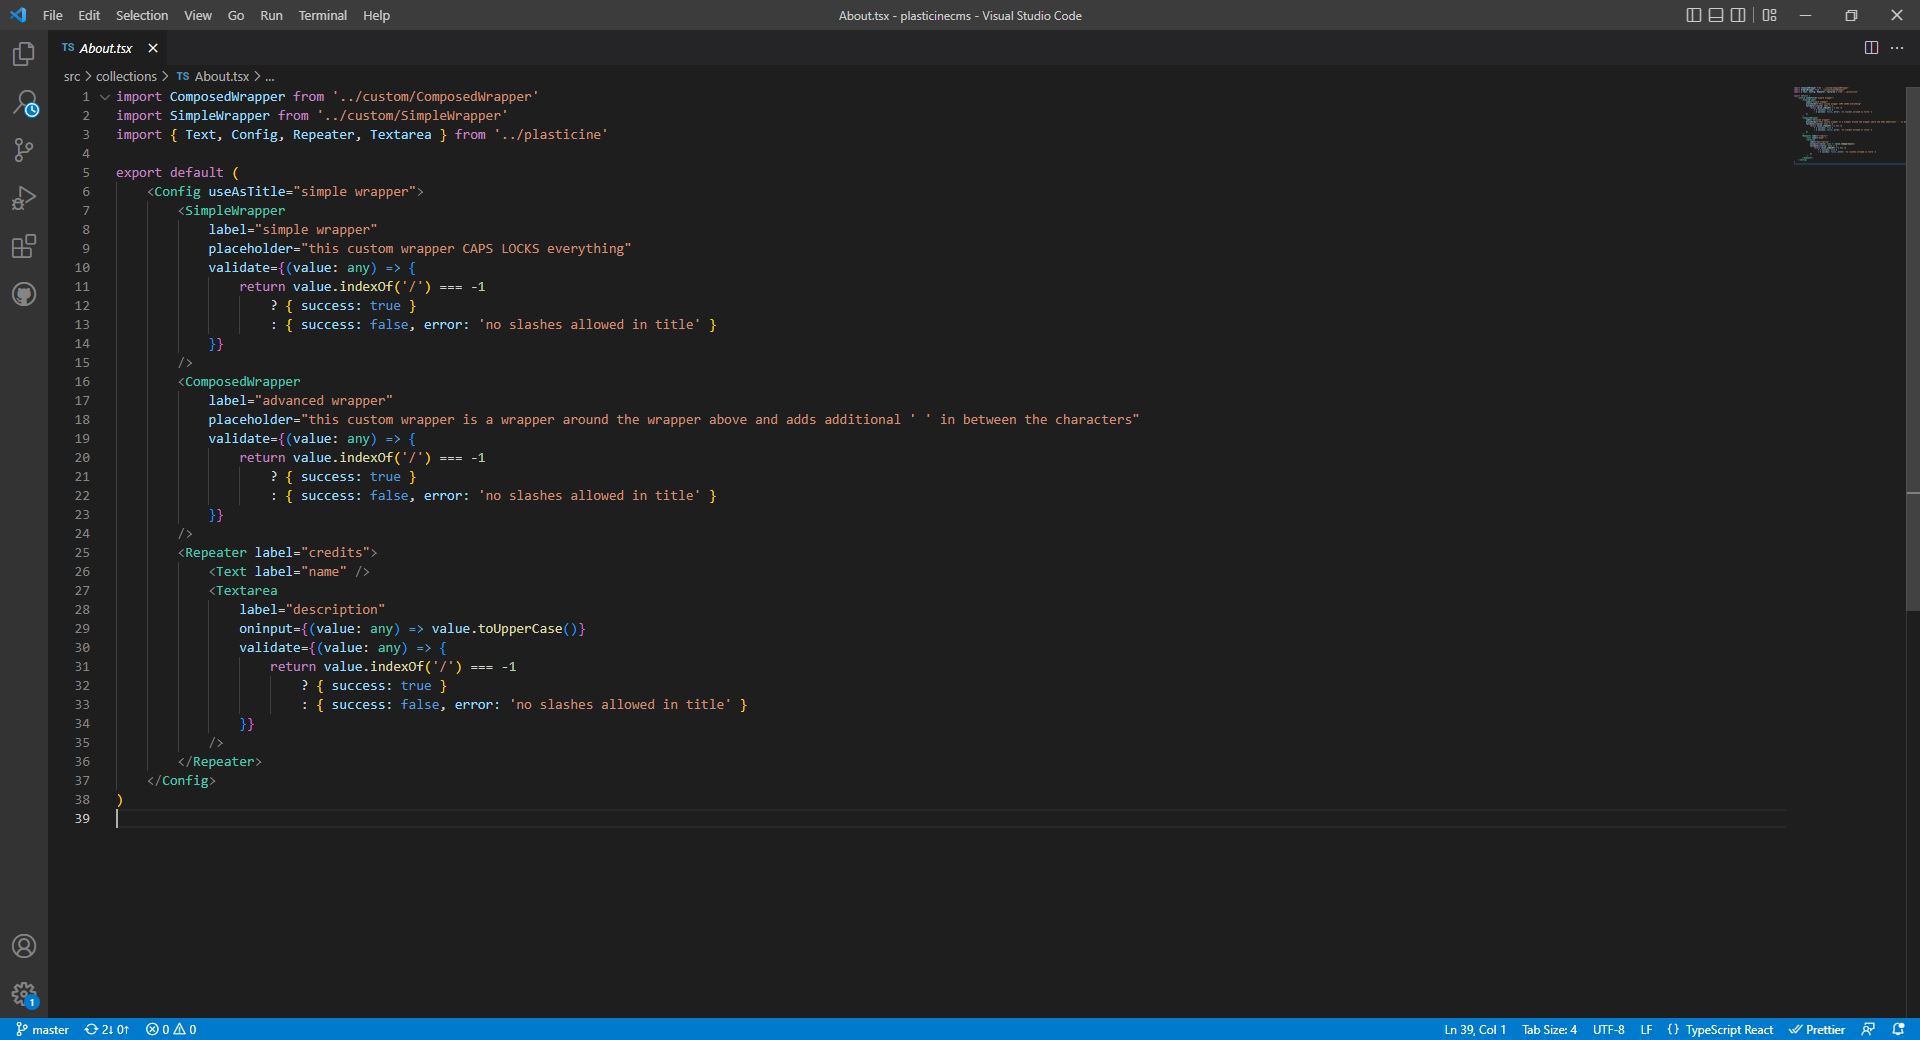 File Edit Selection View Go Run Terminal Help About.tsx - plasticinecms - Visual Studio Code
TS About.tsx
src > collections > TS About.tsx > ...
1 import ComposedWrapper from '../custom/ComposedWrapper'
2 import SimpleWrapper from '../custom/SimpleWrapper'
3 import { Text, Config, Repeater, Textarea } from '../plasticine'
4
5 export default (
6 <Config useAsTitle="simple wrapper">
7 <SimpleWrapper
8 label="simple wrapper"
9 placeholder="this custom wrapper CAPS LOCKS everything"
10 validate={(value: any) => {
11 return value.indexOf('/') === -1
12 ? { success: true }
13 : { success: false, error: 'no slashes allowed in title' }
14 }}
15 />
16 <ComposedWrapper
17 label="advanced wrapper"
18 placeholder="this custom wrapper is a wrapper around the wrapper above and adds additional ' ' in between the characters"
19 validate={(value: any) => {
20 return value.indexOf('/') === -1
21 ? { success: true }
22 : { success: false, error: 'no slashes allowed in title' }
23 }}
24 />
25 <Repeater label="credits">
26 <Text label="name" />
27 <Textarea
28 label="description"
29 oninput={(value: any) => value.toUpperCase()}
30 validate={(value: any) => {
31 return value.indexOf('/') === -1
32 ? { success: true }
33 : { success: false, error: 'no slashes allowed in title' }
34 }}
35 />
36 </Repeater>
37 </Config>
38 )
39
1
master 2↓ 0↑ 0 0 Ln 39, Col 1 Tab Size: 4 UTF-8 LF {} TypeScript React Prettier